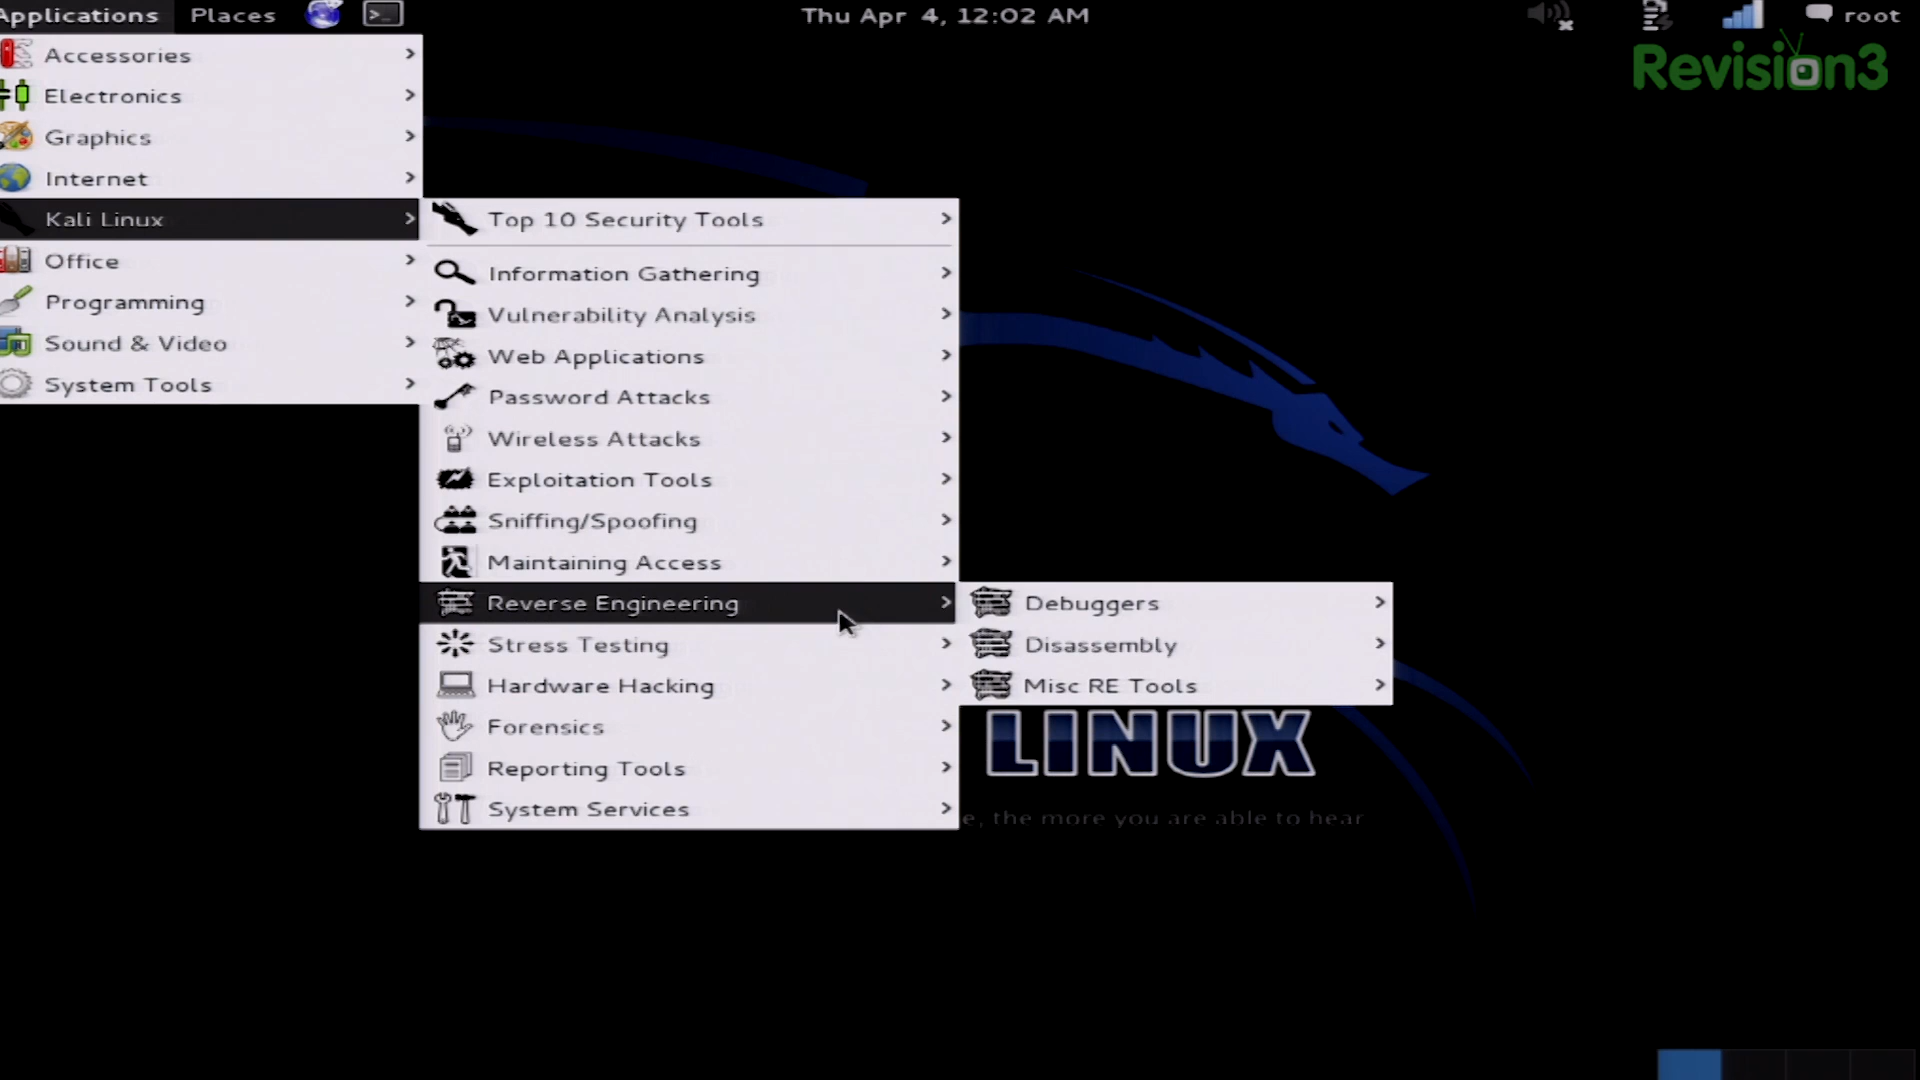 Applications Places Thu Apr 4, 12:02 AM root
Revision3
Accessories
Electronics
Graphics
Internet
Kali Linux
Office
Programming
Sound & Video
System Tools
Top 10 Security Tools
Information Gathering
Vulnerability Analysis
Web Applications
Password Attacks
Wireless Attacks
Exploitation Tools
Sniffing/Spoofing
Maintaining Access
Reverse Engineering
Stress Testing
Hardware Hacking
Forensics
Reporting Tools
System Services
Debuggers
Disassembly
Misc RE Tools
LINUX
e, the more you are able to hear